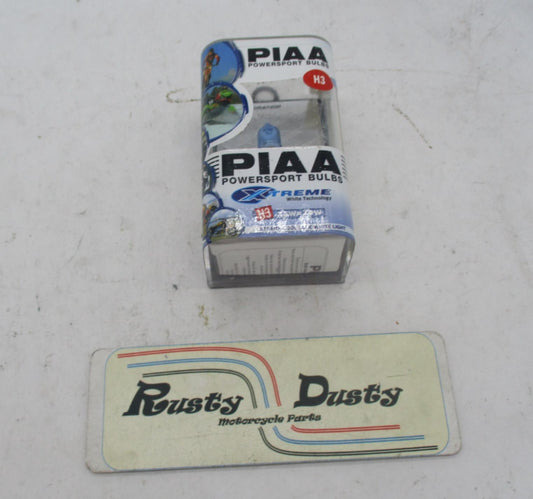 PIAA
POWERSPORT BULBS
H3
PIAA
POWERSPORT BULBS
XTREME
White Technology
H3
Rusty Dusty
Motorcycle Parts